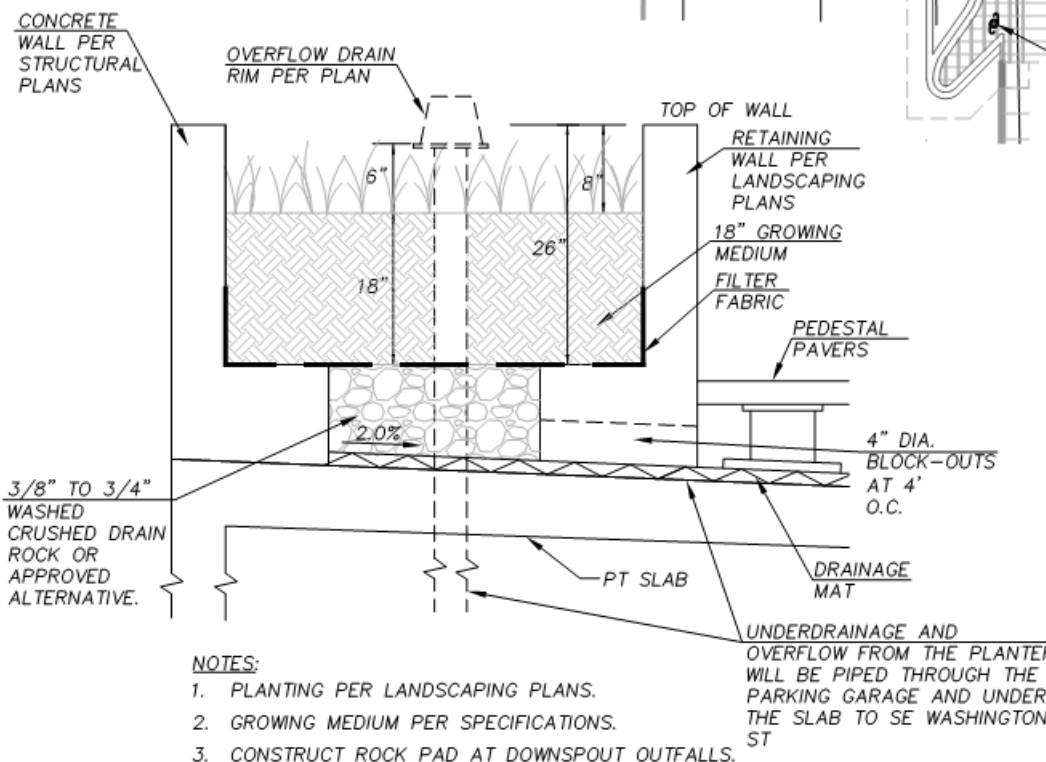 CONCRETE
WALL PER
STRUCTURAL
PLANS
OVERFLOW DRAIN
RIM PER PLAN
TOP OF WALL
RETAINING
WALL PER
LANDSCAPING
PLANS
6"
8"
18" GROWING
MEDIUM
26"
FILTER
FABRIC
18"
PEDESTAL
PAVERS
2.0%
4" DIA.
BLOCK-OUTS
AT 4'
O.C.
3/8" TO 3/4"
WASHED
CRUSHED DRAIN
ROCK OR
APPROVED
ALTERNATIVE.
PT SLAB
DRAINAGE
MAT
UNDERDRAINAGE AND
OVERFLOW FROM THE PLANTER
WILL BE PIPED THROUGH THE
PARKING GARAGE AND UNDER
THE SLAB TO SE WASHINGTON
ST
NOTES:
1. PLANTING PER LANDSCAPING PLANS.
2. GROWING MEDIUM PER SPECIFICATIONS.
3. CONSTRUCT ROCK PAD AT DOWNSPOUT OUTFALLS.